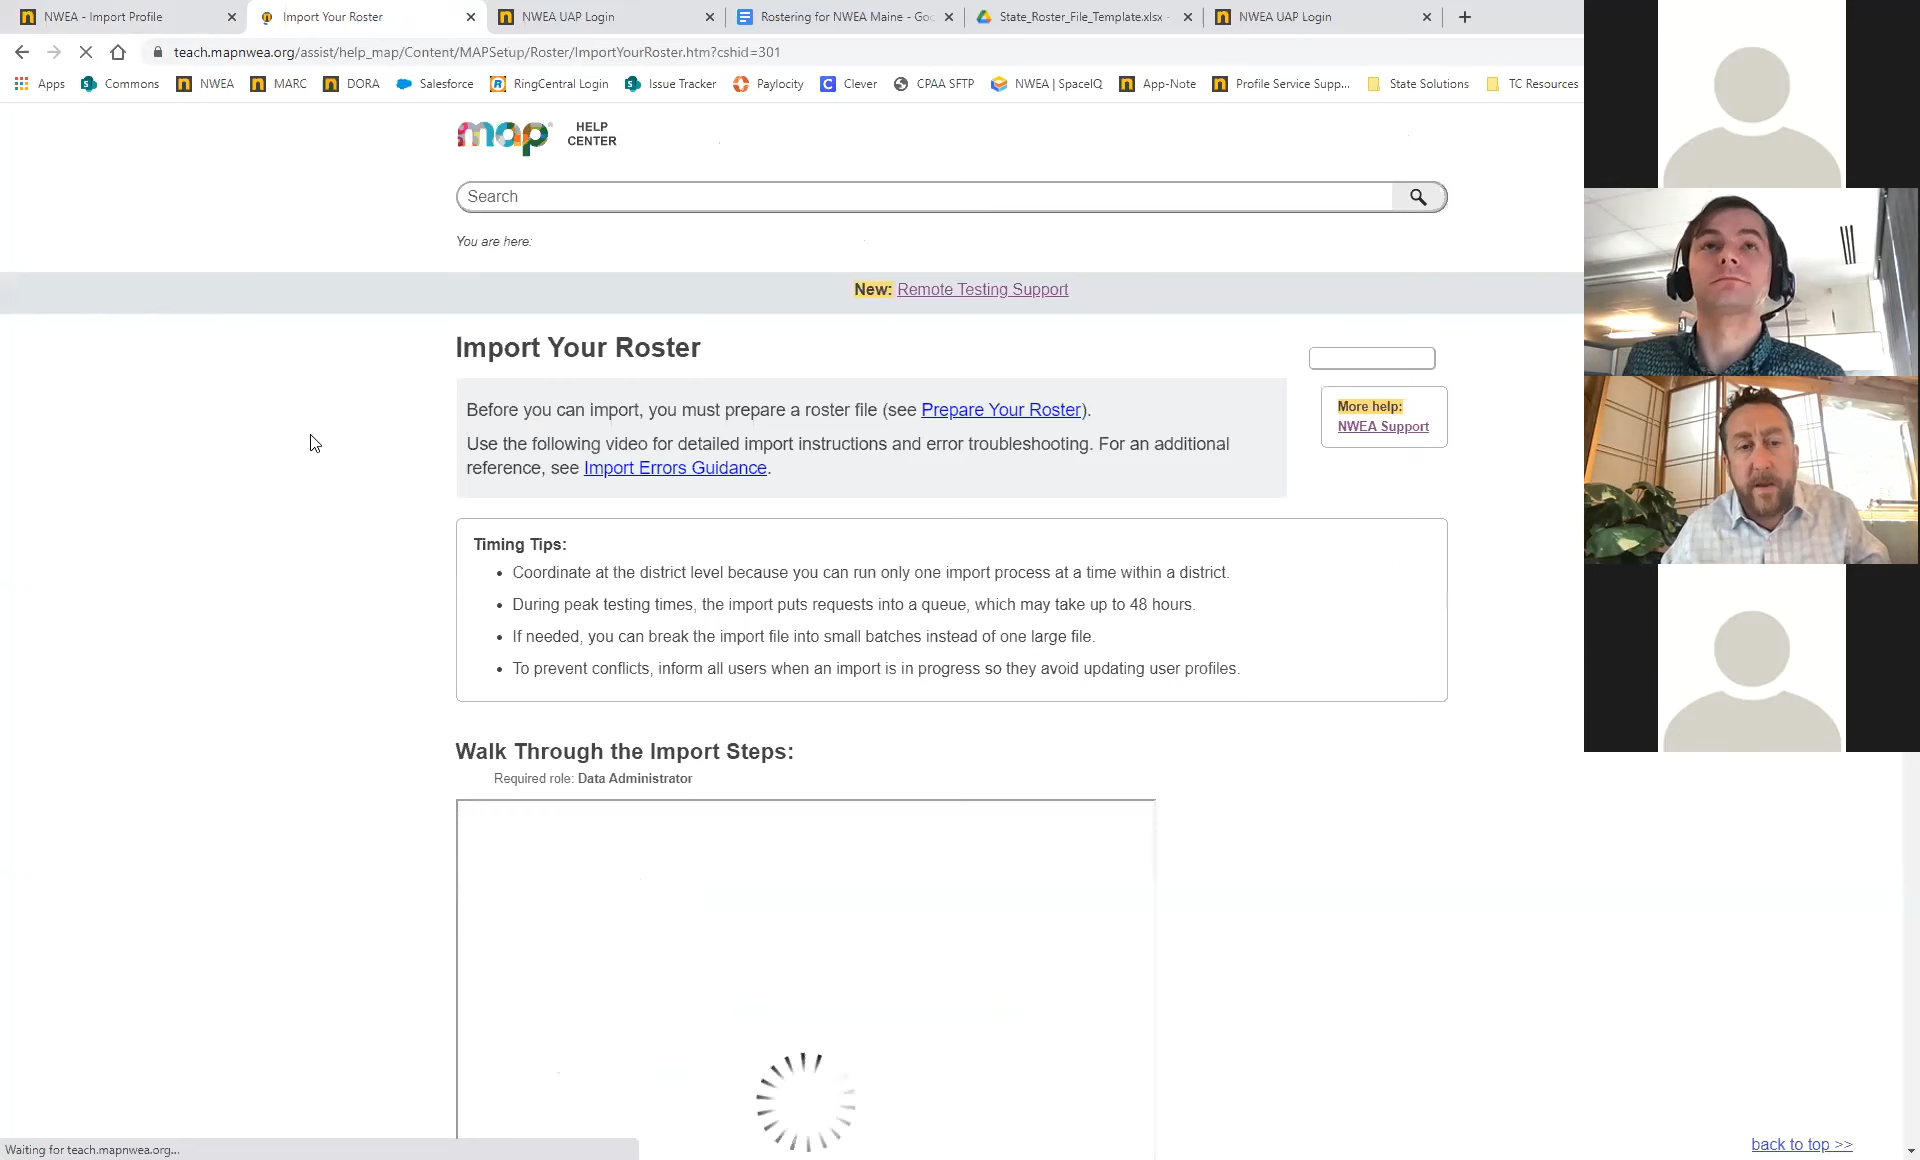 NWEA - Import Profile
Import Your Roster
NWEA UAP Login
Rostering for NWEA Maine - Goo
State_Roster_File_Template.xlsx -
NWEA UAP Login
teach.mapnwea.org/assist/help_map/Content/MAPSetup/Roster/ImportYourRoster.htm?cshid=301
Apps
Commons
NWEA
MARC
DORA
Salesforce
RingCentral Login
Issue Tracker
Paylocity
Clever
CPAA SFTP
NWEA | SpaceIQ
App-Note
Profile Service Supp...
State Solutions
TC Resources
map
HELP
CENTER
Search
You are here:
New: Remote Testing Support
Import Your Roster
Before you can import, you must prepare a roster file (see Prepare Your Roster).
Use the following video for detailed import instructions and error troubleshooting. For an additional
reference, see Import Errors Guidance.
More help:
NWEA Support
Timing Tips:
• Coordinate at the district level because you can run only one import process at a time within a district.
• During peak testing times, the import puts requests into a queue, which may take up to 48 hours.
• If needed, you can break the import file into small batches instead of one large file.
• To prevent conflicts, inform all users when an import is in progress so they avoid updating user profiles.
Walk Through the Import Steps:
Required role: Data Administrator
back to top >>
Waiting for teach.mapnwea.org...